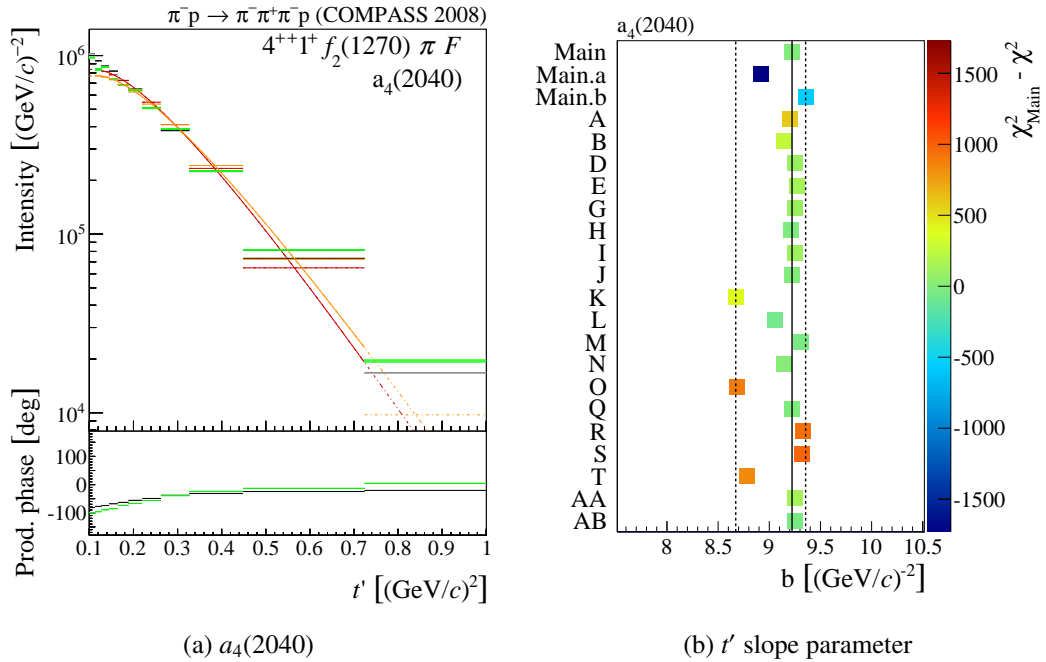 π⁻p → π⁻π⁺π⁻p (COMPASS 2008)
4⁺⁺1⁺ f₂(1270) π F
a₄(2040)
Intensity [(GeV/c)⁻²]
10⁶
10⁵
10⁴
Prod. phase [deg]
100
0
-100
0.1 0.2 0.3 0.4 0.5 0.6 0.7 0.8 0.9 1
t' [(GeV/c)²]
(a) a₄(2040)
a₄(2040)
Main
Main.a
Main.b
A
B
D
E
G
H
I
J
K
L
M
N
O
Q
R
S
T
AA
AB
8 8.5 9 9.5 10 10.5
b [(GeV/c)⁻²]
1500
1000
500
0
-500
-1000
-1500
χ²Main - χ²
(b) t′ slope parameter